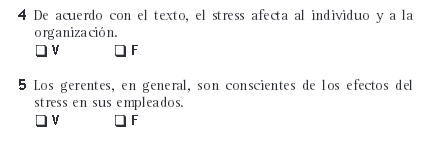 4 De acuerdo con el texto, el stress afecta al individuo y a la
organización.
❏ V ❏ F
5 Los gerentes, en general, son conscientes de los efectos del
stress en sus empleados.
❏ V ❏ F